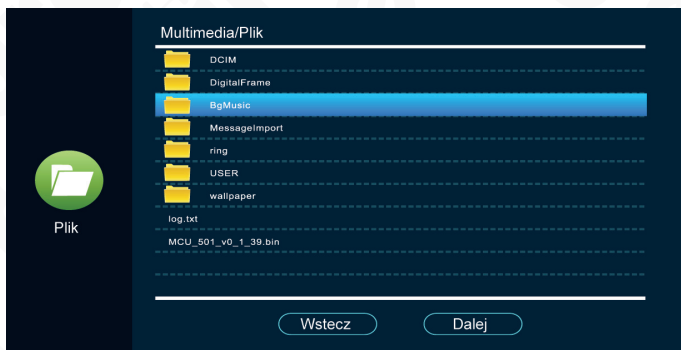 Multimedia/Plik
DCIM
DigitalFrame
BgMusic
MessageImport
ring
USER
wallpaper
log.txt
MCU_501_v0_1_39.bin
Plik
Wstecz
Dalej